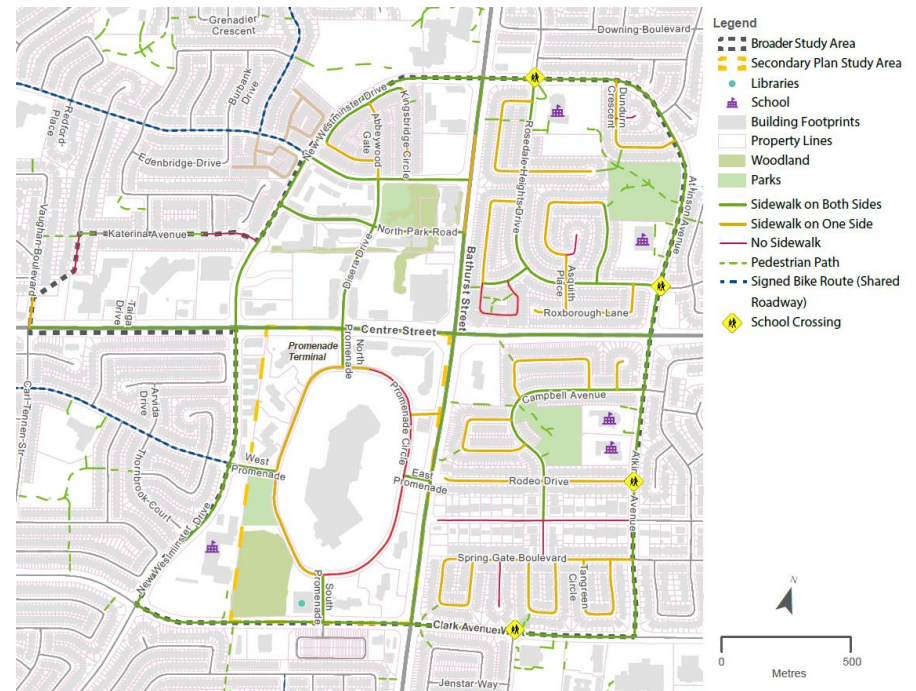 Grenadier
Crescent
Downing Boulevard
Burbank
Drive
Redford
Place
New Westminster Drive
Kingsbridge Circle
Abbeywood
Gate
Dundurn
Crescent
Rosedale Heights Drive
Edenbridge Drive
Atkinson Avenue
Vaughan Boulevard
Katerina Avenue
North Park Road
Disera Drive
Bathurst Street
Asquith
Place
Taiga
Drive
Roxborough Lane
Centre Street
Promenade
Terminal
North
Promenade
Carl Tennen Str
Arvida
Drive
Promenade Circle
Campbell Avenue
Thornbrook Court
West
Promenade
East
Promenade
Rodeo Drive
Atkin
Avenue
New Westminster Drive
Spring Gate Boulevard
South
Promenade
Tangreen
Circle
Clark Avenue W
Jenstar Way
Legend
Broader Study Area
Secondary Plan Study Area
Libraries
School
Building Footprints
Property Lines
Woodland
Parks
Sidewalk on Both Sides
Sidewalk on One Side
No Sidewalk
Pedestrian Path
Signed Bike Route (Shared
Roadway)
School Crossing
N
0
500
Metres